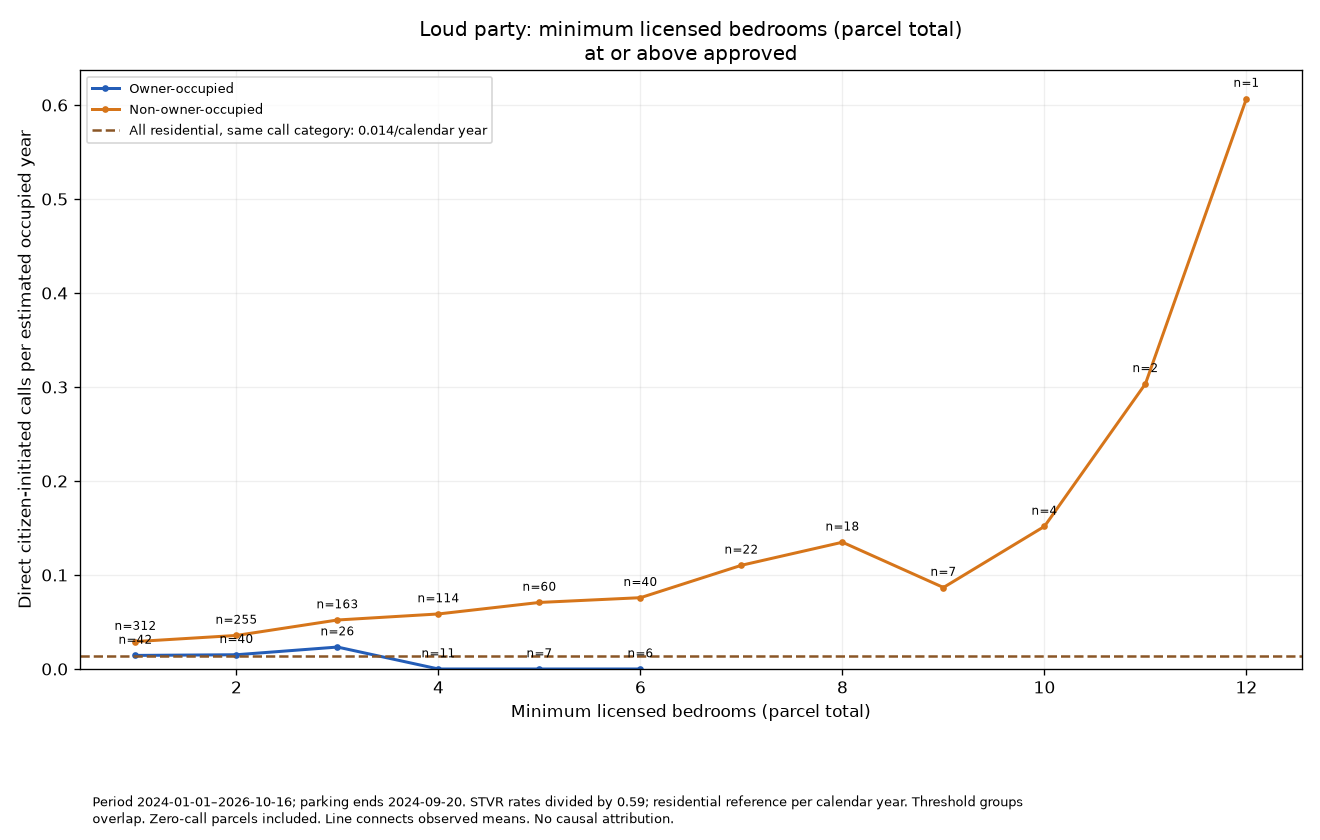 Loud party: minimum licensed bedrooms (parcel total)
at or above approved
Owner-occupied
Non-owner-occupied
All residential, same call category: 0.014/calendar year
Direct citizen-initiated calls per estimated occupied year
0.6
0.5
0.4
0.3
0.2
0.1
0.0
n=312
n=255
n=163
n=114
n=60
n=40
n=22
n=18
n=7
n=4
n=2
n=1
n=42
n=40
n=26
n=11
n=7
n=6
2
4
6
8
10
12
Minimum licensed bedrooms (parcel total)
Period 2024-01-01–2026-10-16; parking ends 2024-09-20. STVR rates divided by 0.59; residential reference per calendar year. Threshold groups
overlap. Zero-call parcels included. Line connects observed means. No causal attribution.